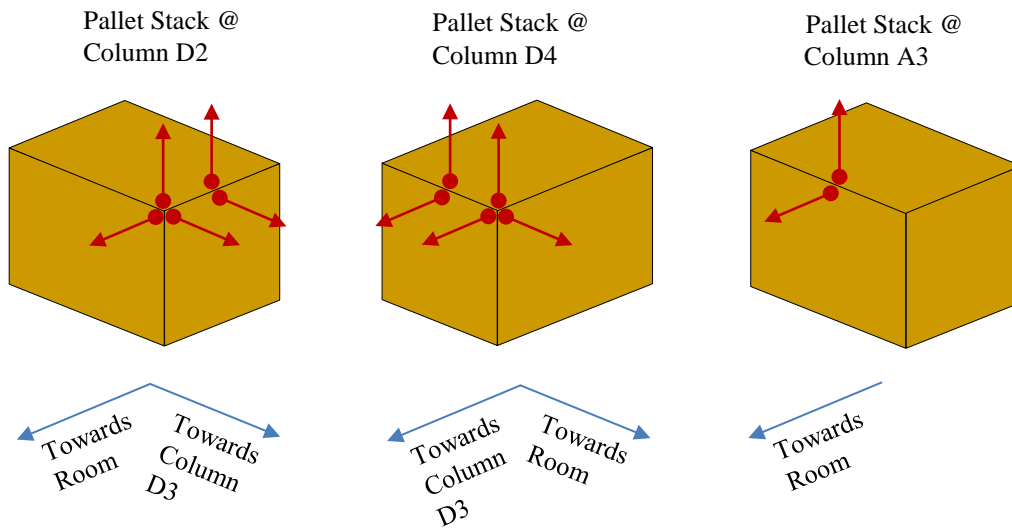 Pallet Stack @
Column D2
Pallet Stack @
Column D4
Pallet Stack @
Column A3
Towards
Room
Towards
Column
D3
Towards
Column
D3
Towards
Room
Towards
Room